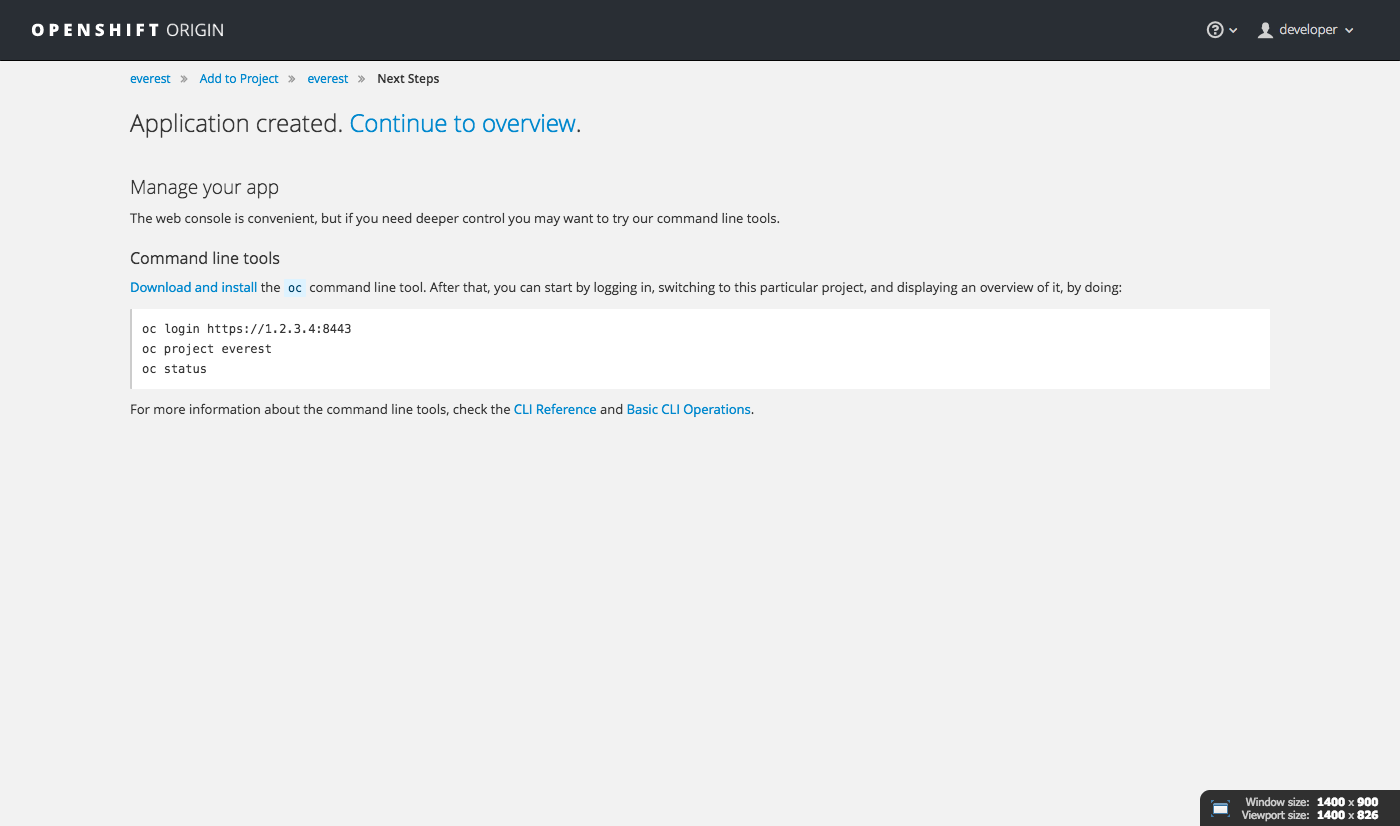 OPENSHIFT ORIGIN
developer
everest » Add to Project » everest » Next Steps
Application created. Continue to overview.
Manage your app
The web console is convenient, but if you need deeper control you may want to try our command line tools.
Command line tools
Download and install the oc command line tool. After that, you can start by logging in, switching to this particular project, and displaying an overview of it, by doing:
oc login https://1.2.3.4:8443
oc project everest
oc status
For more information about the command line tools, check the CLI Reference and Basic CLI Operations.
Window size: 1400 x 900
Viewport size: 1400 x 826